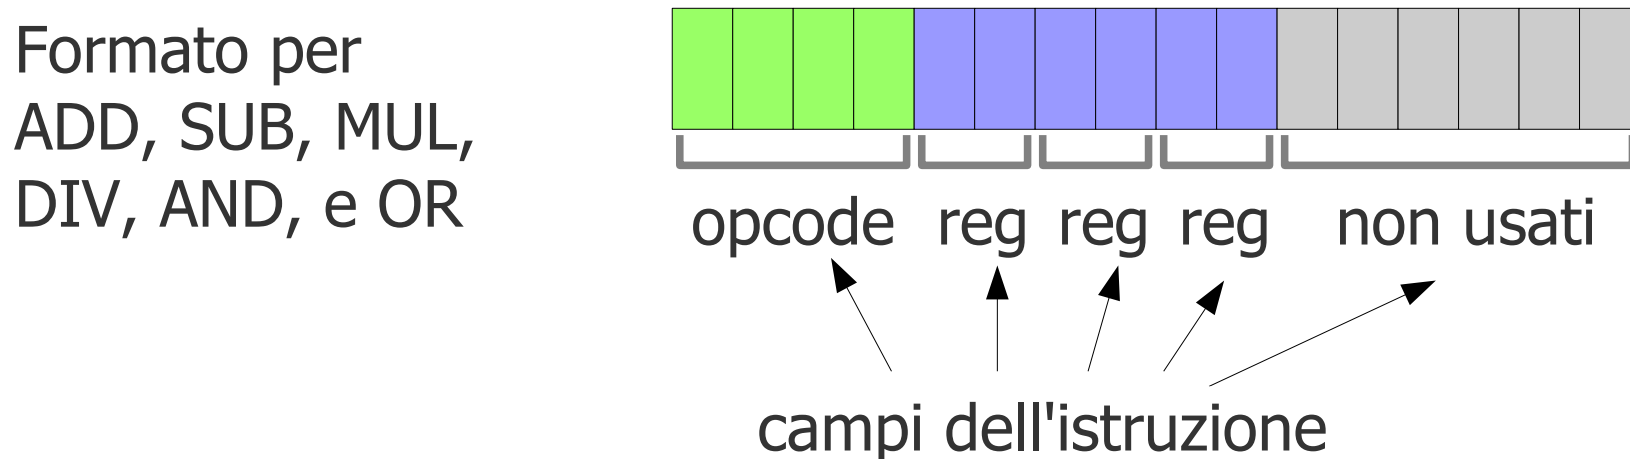 Formato per
ADD, SUB, MUL,
DIV, AND, e OR
opcode reg reg reg non usati
campi dell'istruzione